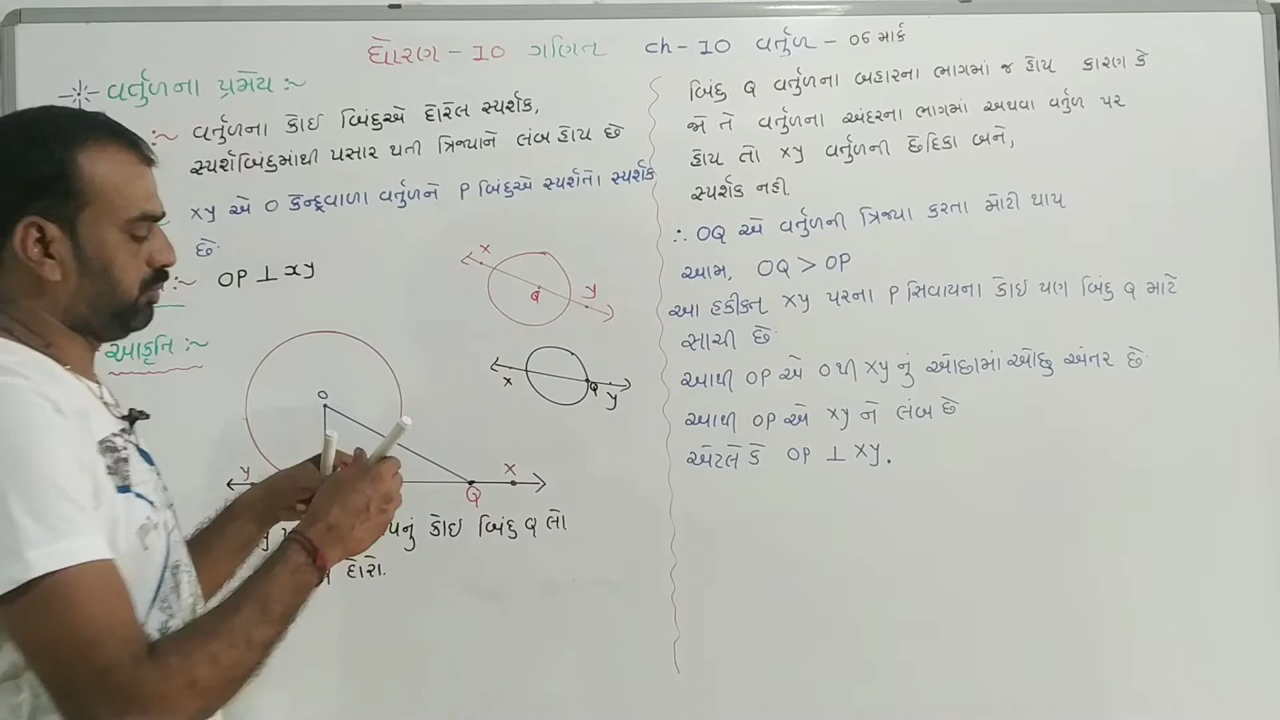 ધોરણ - 10 ગણિત ch - 10 વર્તુળ - 06 માર્ક
વર્તુળના પ્રમેય :~
:~ વર્તુળના કોઈ બિંદુએ દોરેલ સ્પર્શક,
સ્પર્શબિંદુમાંથી પસાર થતી ત્રિજ્યાને લંબ હોય છે
xy એ O કેન્દ્રવાળા વર્તુળને P બિંદુએ સ્પર્શતો સ્પર્શક
છે.
:~ OP ⊥ xy
આકૃતિ :~
x
Q
y
x
Q
y
O
y
Q
x
કોઈ બિંદુ Q લો
દોરો.
બિંદુ Q વર્તુળના બહારના ભાગમાં જ હોય કારણ કે
જો તે વર્તુળના અંદરના ભાગમાં અથવા વર્તુળ પર
હોય તો XY વર્તુળની છેદિકા બને,
સ્પર્શક નહી.
∴ OQ એ વર્તુળની ત્રિજ્યા કરતા મોટી થાય
આમ, OQ > OP
આ હકીકત XY પરના P સિવાયના કોઈ પણ બિંદુ Q માટે
સાચી છે.
આથી OP એ O થી XY નું ઓછામાં ઓછુ અંતર છે.
આથી OP એ XY ને લંબ છે
એટલે કે OP ⊥ XY.